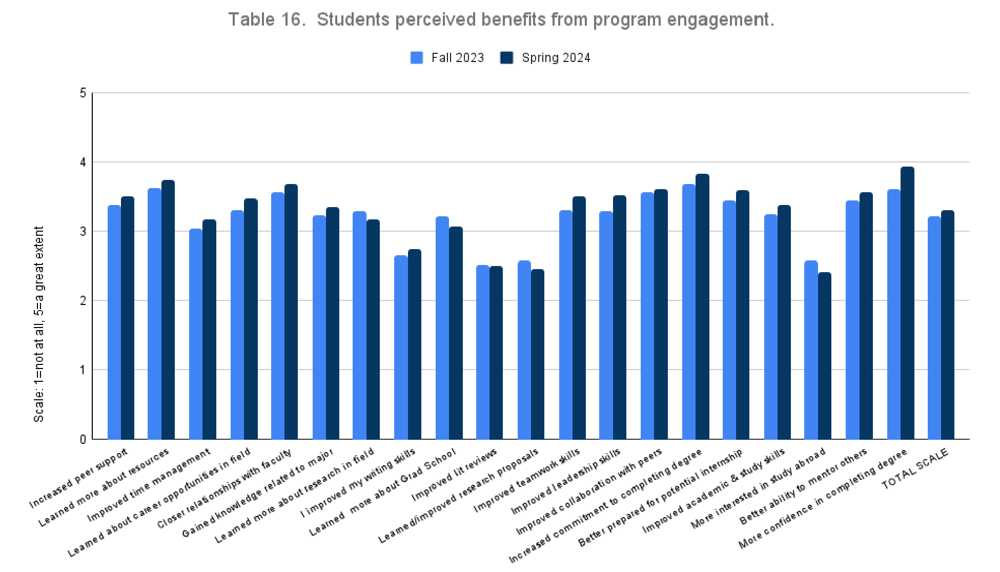 Table 16.  Students perceived benefits from program engagement.
Fall 2023
Spring 2024
Scale: 1=not at all, 5=a great extent
5
4
3
2
1
0
Increased peer support
Learned more about resources
Improved time management
Learned about career opportunities in field
Closer relationships with faculty
Gained knowledge related to major
Learned more about research in field
I improved my writing skills
Learned  more about Grad School
Improved lit reviews
Learned/improved research proposals
Improved teamwork skills
Improved leadership skills
Improved collaboration with peers
Increased commitment to completing degree
Better prepared for potential internship
Improved academic & study skills
More interested in study abroad
Better ability to mentor others
More confidence in completing degree
TOTAL SCALE